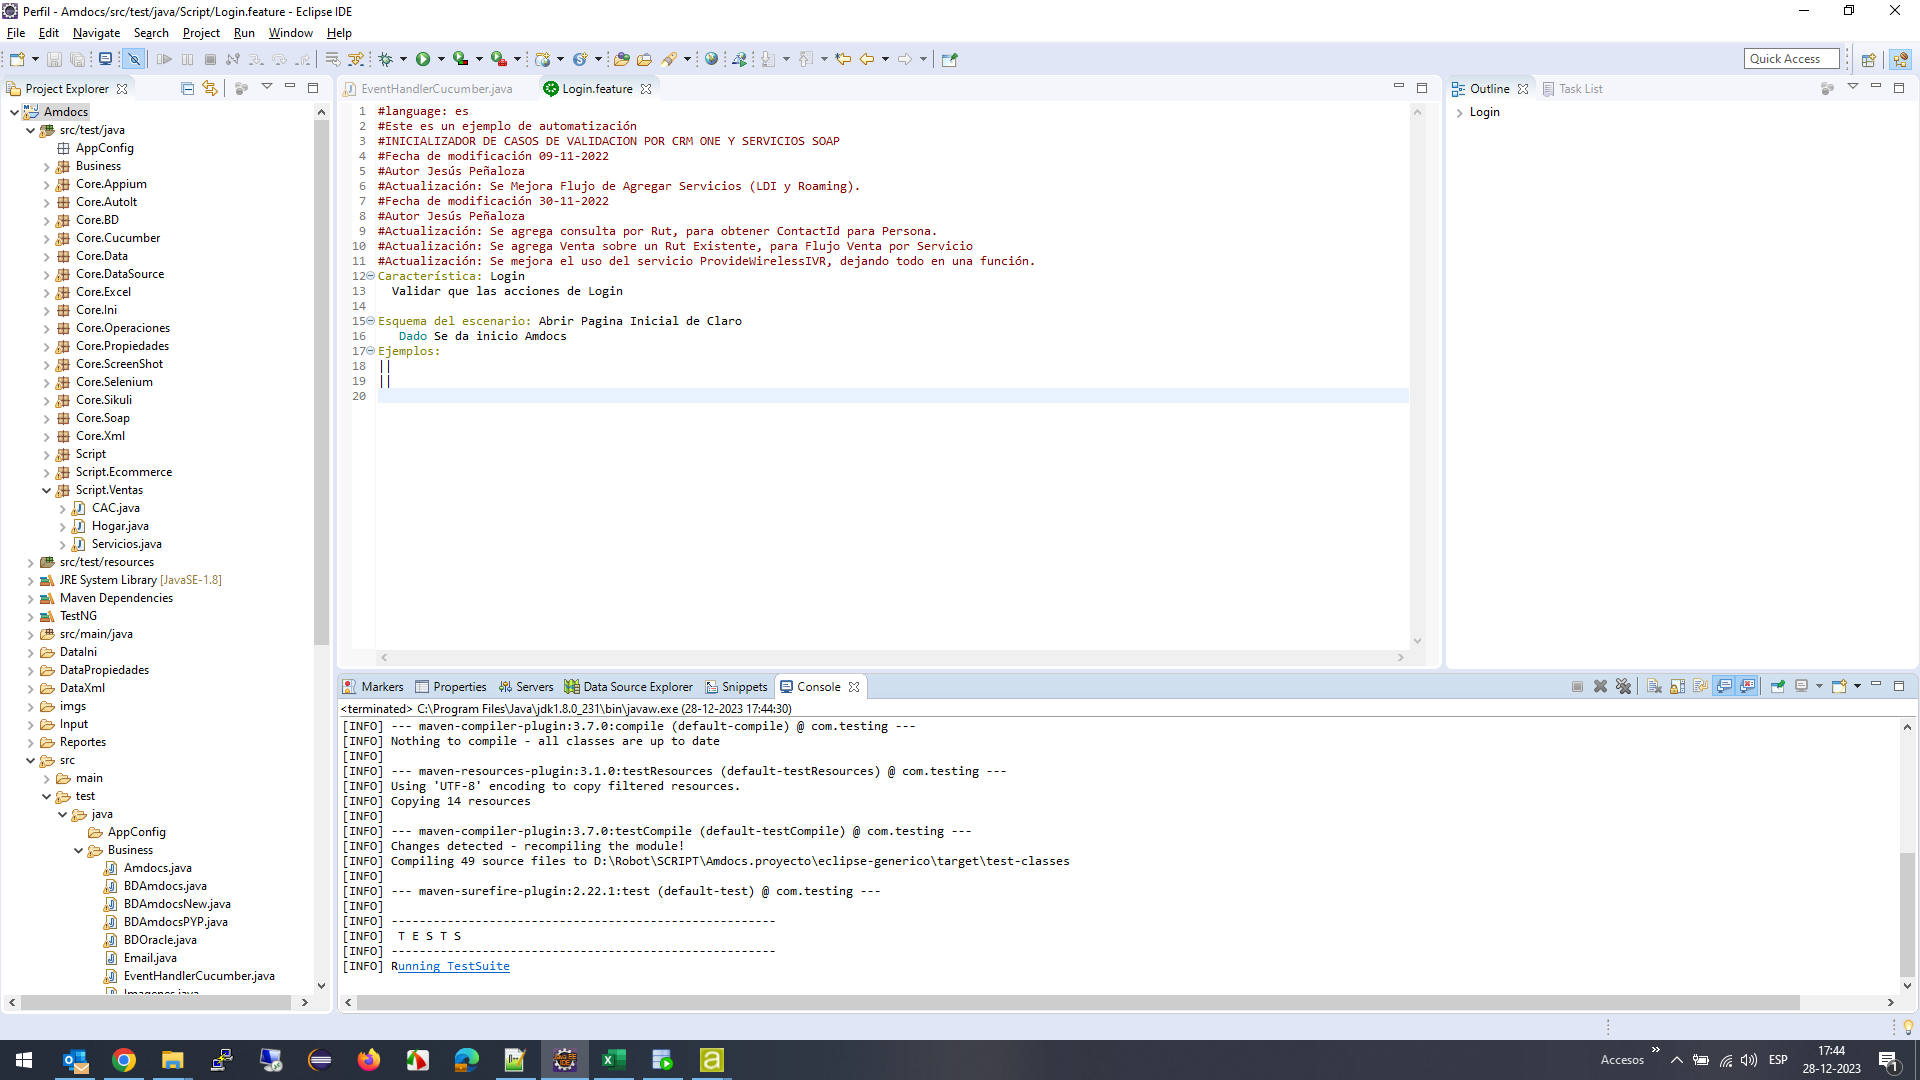 Perfil - Amdocs/src/test/java/Script/Login.feature - Eclipse IDE
File Edit Navigate Search Project Run Window Help
Quick Access
Project Explorer
Amdocs
src/test/java
AppConfig
Business
Core.Appium
Core.AutoIt
Core.BD
Core.Cucumber
Core.Data
Core.DataSource
Core.Excel
Core.Ini
Core.Operaciones
Core.Propiedades
Core.ScreenShot
Core.Selenium
Core.Sikuli
Core.Soap
Core.Xml
Script
Script.Ecommerce
Script.Ventas
CAC.java
Hogar.java
Servicios.java
src/test/resources
JRE System Library [JavaSE-1.8]
Maven Dependencies
TestNG
src/main/java
DataIni
DataPropiedades
DataXml
imgs
Input
Reportes
src
main
test
java
AppConfig
Business
Amdocs.java
BDAmdocs.java
BDAmdocsNew.java
BDAmdocsPYP.java
BDOracle.java
Email.java
EventHandlerCucumber.java
Imagenes.java
EventHandlerCucumber.java Login.feature
1 #language: es
2 #Este es un ejemplo de automatización
3 #INICIALIZADOR DE CASOS DE VALIDACION POR CRM ONE Y SERVICIOS SOAP
4 #Fecha de modificación 09-11-2022
5 #Autor Jesús Peñaloza
6 #Actualización: Se Mejora Flujo de Agregar Servicios (LDI y Roaming).
7 #Fecha de modificación 30-11-2022
8 #Autor Jesús Peñaloza
9 #Actualización: Se agrega consulta por Rut, para obtener ContactId para Persona.
10 #Actualización: Se agrega Venta sobre un Rut Existente, para Flujo Venta por Servicio
11 #Actualización: Se mejora el uso del servicio ProvideWirelessIVR, dejando todo en una función.
12 Característica: Login
13 Validar que las acciones de Login
14
15 Esquema del escenario: Abrir Pagina Inicial de Claro
16 Dado Se da inicio Amdocs
17 Ejemplos:
18 ||
19 ||
20
Outline Task List
Login
Markers Properties Servers Data Source Explorer Snippets Console
<terminated> C:\Program Files\Java\jdk1.8.0_231\bin\javaw.exe (28-12-2023 17:44:30)
[INFO] --- maven-compiler-plugin:3.7.0:compile (default-compile) @ com.testing ---
[INFO] Nothing to compile - all classes are up to date
[INFO]
[INFO] --- maven-resources-plugin:3.1.0:testResources (default-testResources) @ com.testing ---
[INFO] Using 'UTF-8' encoding to copy filtered resources.
[INFO] Copying 14 resources
[INFO]
[INFO] --- maven-compiler-plugin:3.7.0:testCompile (default-testCompile) @ com.testing ---
[INFO] Changes detected - recompiling the module!
[INFO] Compiling 49 source files to D:\Robot\SCRIPT\Amdocs.proyecto\eclipse-generico\target\test-classes
[INFO]
[INFO] --- maven-surefire-plugin:2.22.1:test (default-test) @ com.testing ---
[INFO]
[INFO] -------------------------------------------------------
[INFO] T E S T S
[INFO] -------------------------------------------------------
[INFO] Running TestSuite
Accesos
ESP
17:44
28-12-2023
1